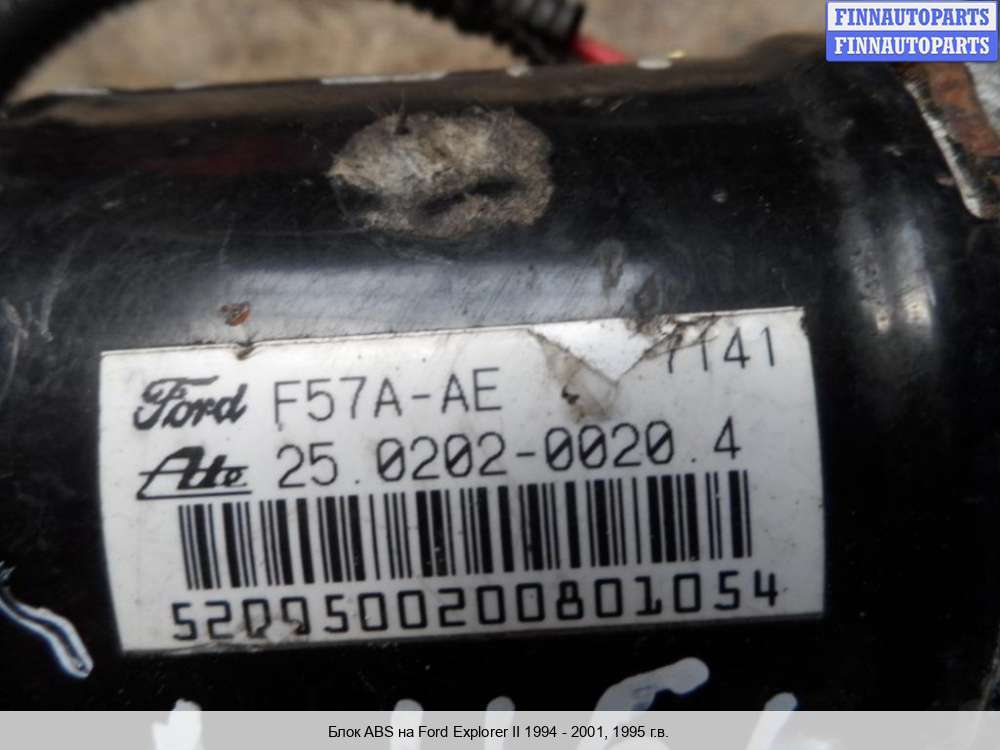 FINNAUTOPARTS
FINNAUTOPARTS
7141
Ford F57A-AE
Ate 25.0202-0020.4
5209500200801054
Блок ABS на Ford Explorer II 1994 - 2001, 1995 г.в.